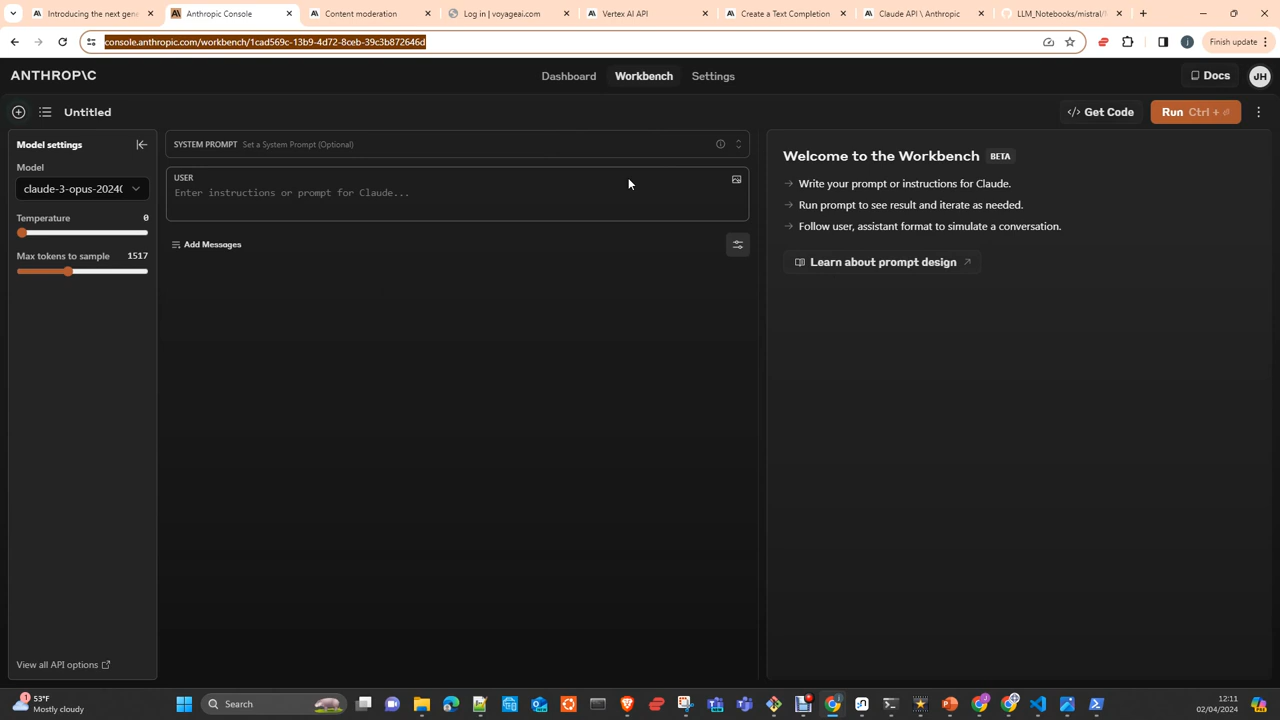 Introducing the next gene
Anthropic Console
Content moderation
Log in | voyageai.com
Vertex AI API
Create a Text Completion
Claude API \ Anthropic
LLM_Notebooks/mistral/
console.anthropic.com/workbench/1cad569c-13b9-4d72-8ceb-39c3b872646d
Finish update
ANTHROP\C
Dashboard
Workbench
Settings
Docs
JH
Untitled
Get Code
Run Ctrl + ⏎
Model settings
Model
claude-3-opus-20240
Temperature 0
Max tokens to sample 1517
View all API options
SYSTEM PROMPT Set a System Prompt (Optional)
USER
Enter instructions or prompt for Claude...
Add Messages
Welcome to the Workbench BETA
Write your prompt or instructions for Claude.
Run prompt to see result and iterate as needed.
Follow user, assistant format to simulate a conversation.
Learn about prompt design
1
53°F
Mostly cloudy
Search
12:11
02/04/2024